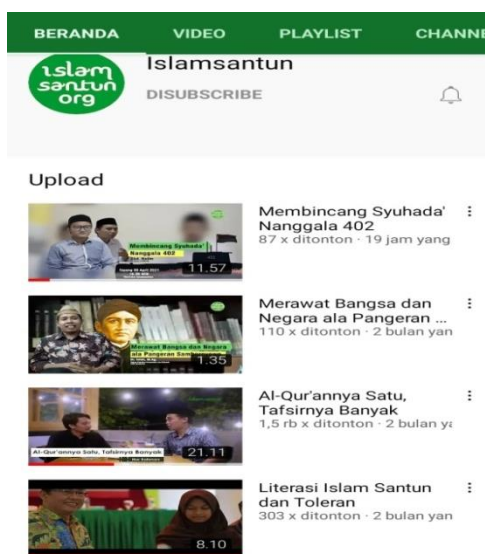 BERANDA VIDEO PLAYLIST CHANNE
islam
santun
org
Islamsantun
DISUBSCRIBE
Upload
Membincang Syuhada'
Nanggala 402
11.57
Membincang Syuhada'
Nanggala 402
87 x ditonton · 19 jam yang
Merawat Bangsa dan Negara
ala Pangeran Samb
1.35
Merawat Bangsa dan
Negara ala Pangeran ...
110 x ditonton · 2 bulan yan
Al-Qur'annya Satu, Tafsirnya Banyak
21.11
Al-Qur'annya Satu,
Tafsirnya Banyak
1,5 rb x ditonton · 2 bulan ya
8.10
Literasi Islam Santun
dan Toleran
303 x ditonton · 2 bulan yan